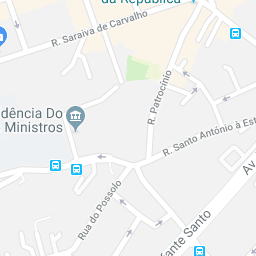 da República
R. Saraiva de Carvalho
R. Patrocínio
dência Do
Ministros
R. Santo António à Est
Av
Rua do Possolo
ante Santo